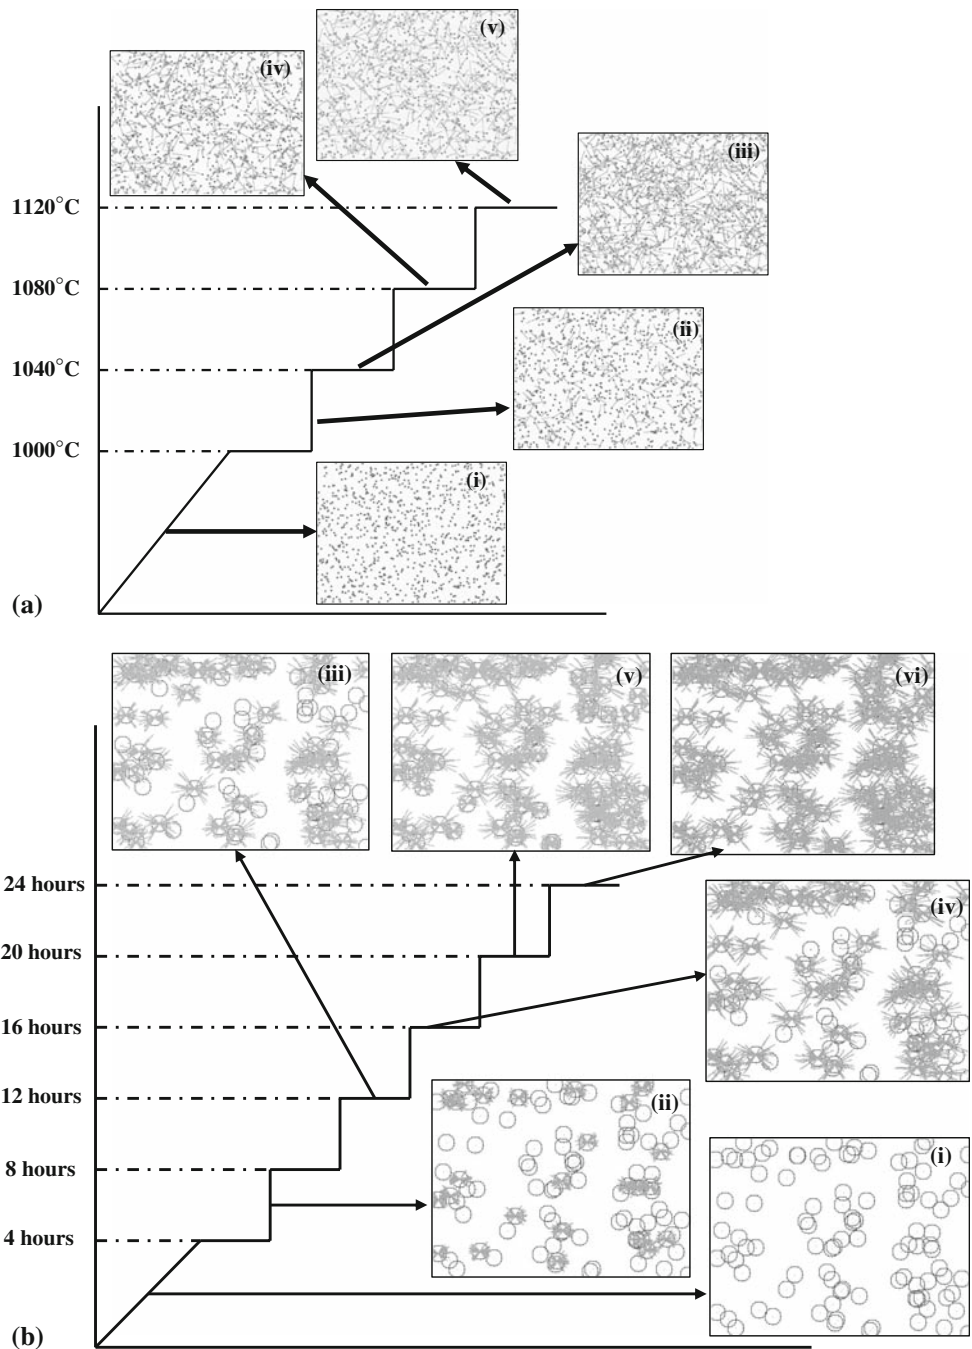 (v)
(iv)
(iii)
1120°C
1080°C
(ii)
1040°C
1000°C
(i)
(a)
(iii)
(v)
(vi)
24 hours
(iv)
20 hours
16 hours
12 hours
(ii)
(i)
8 hours
4 hours
(b)